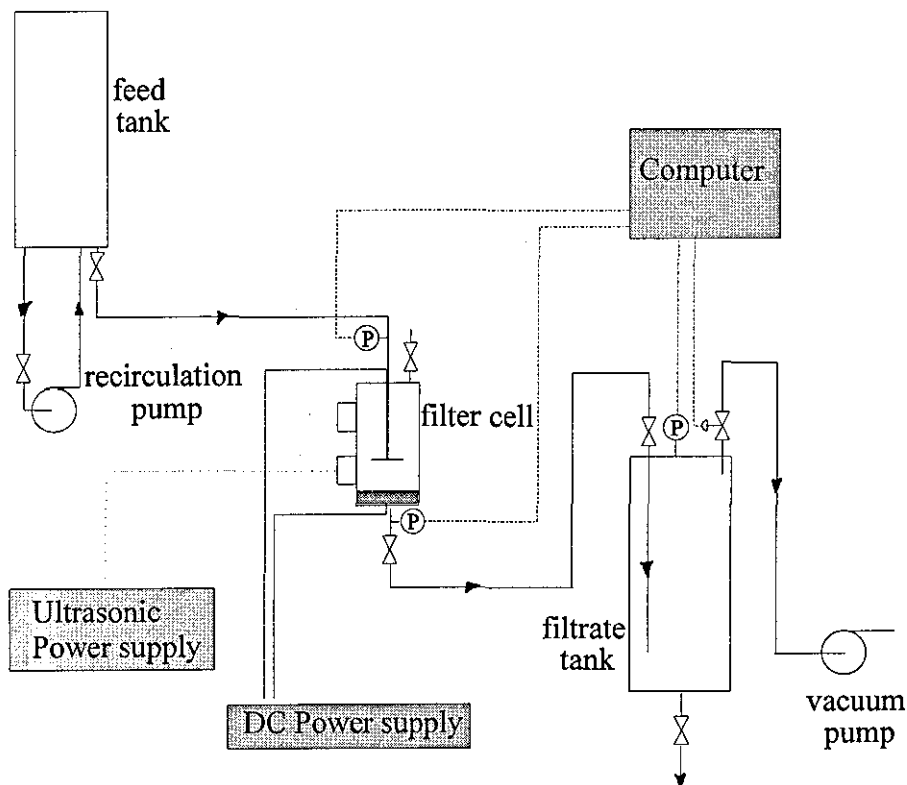 feed
tank
Computer
P
recirculation
pump
filter cell
P
P
Ultrasonic
Power supply
filtrate
tank
DC Power supply
vacuum
pump